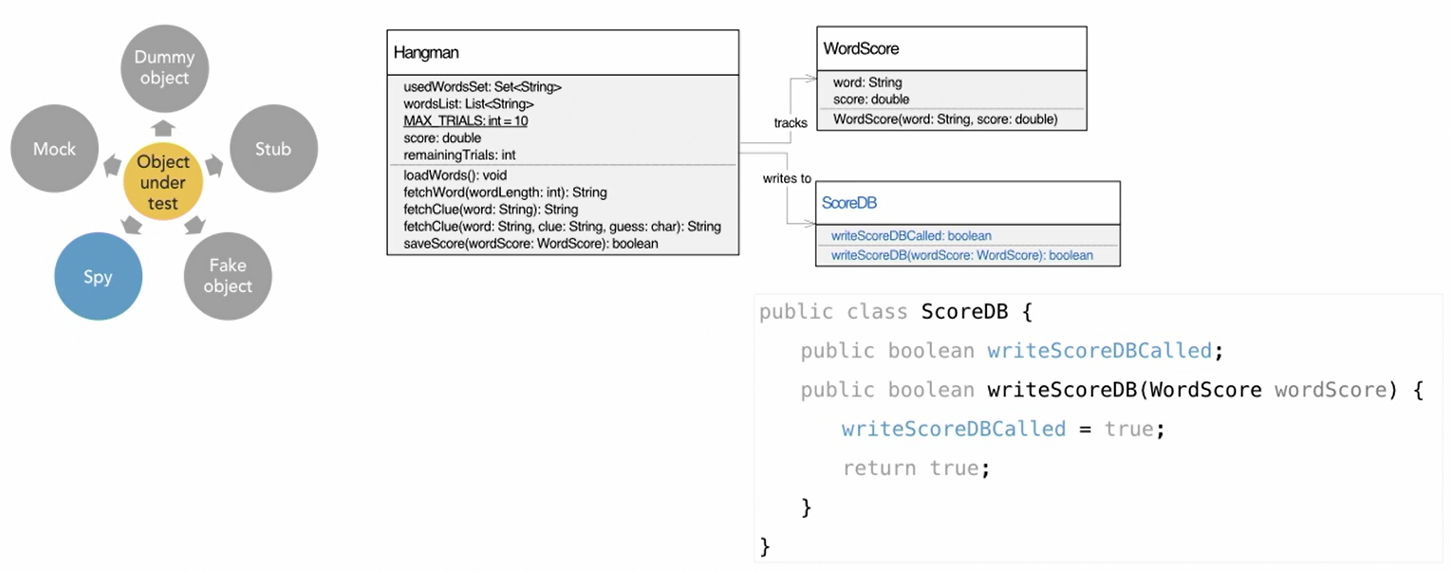 Dummy
object
Mock
Stub
Object
under
test
Spy
Fake
object
Hangman
usedWordsSet: Set<String>
wordsList: List<String>
MAX_TRIALS: int = 10
score: double
remainingTrials: int
loadWords(): void
fetchWord(wordLength: int): String
fetchClue(word: String): String
fetchClue(word: String, clue: String, guess: char): String
saveScore(wordScore: WordScore): boolean
tracks
writes to
WordScore
word: String
score: double
WordScore(word: String, score: double)
ScoreDB
writeScoreDBCalled: boolean
writeScoreDB(wordScore: WordScore): boolean
public class ScoreDB {
public boolean writeScoreDBCalled;
public boolean writeScoreDB(WordScore wordScore) {
writeScoreDBCalled = true;
return true;
}
}